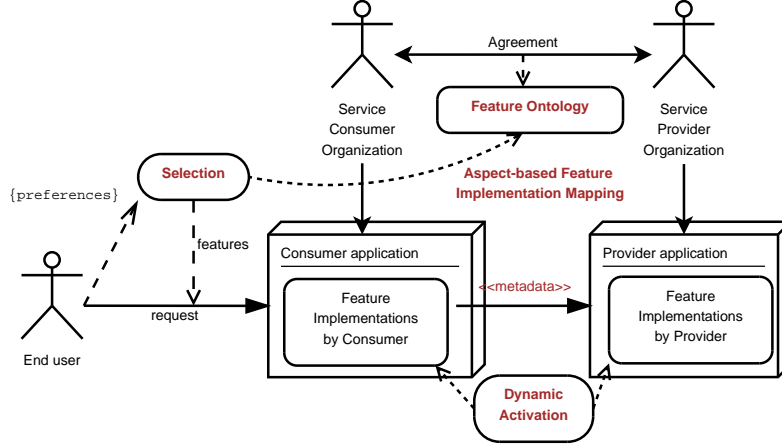 Agreement
Feature Ontology
Service
Consumer
Organization
Service
Provider
Organization
Selection
Aspect-based Feature
Implementation Mapping
{preferences}
features
Consumer application
Provider application
<<metadata>>
Feature
Implementations
by Consumer
Feature
Implementations
by Provider
request
End user
Dynamic
Activation